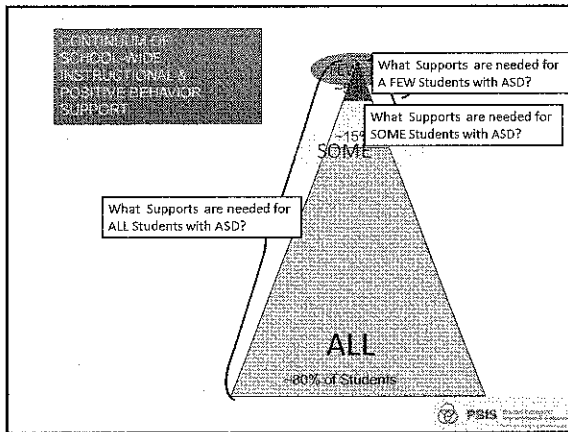 CONTINUUM OF
SCHOOL-WIDE
INSTRUCTIONAL &
POSITIVE BEHAVIOR
SUPPORT
FEW
What Supports are needed for
A FEW Students with ASD?
What Supports are needed for
SOME Students with ASD?
~15%
SOME
What Supports are needed for
ALL Students with ASD?
ALL
~80% of Students
PBIS